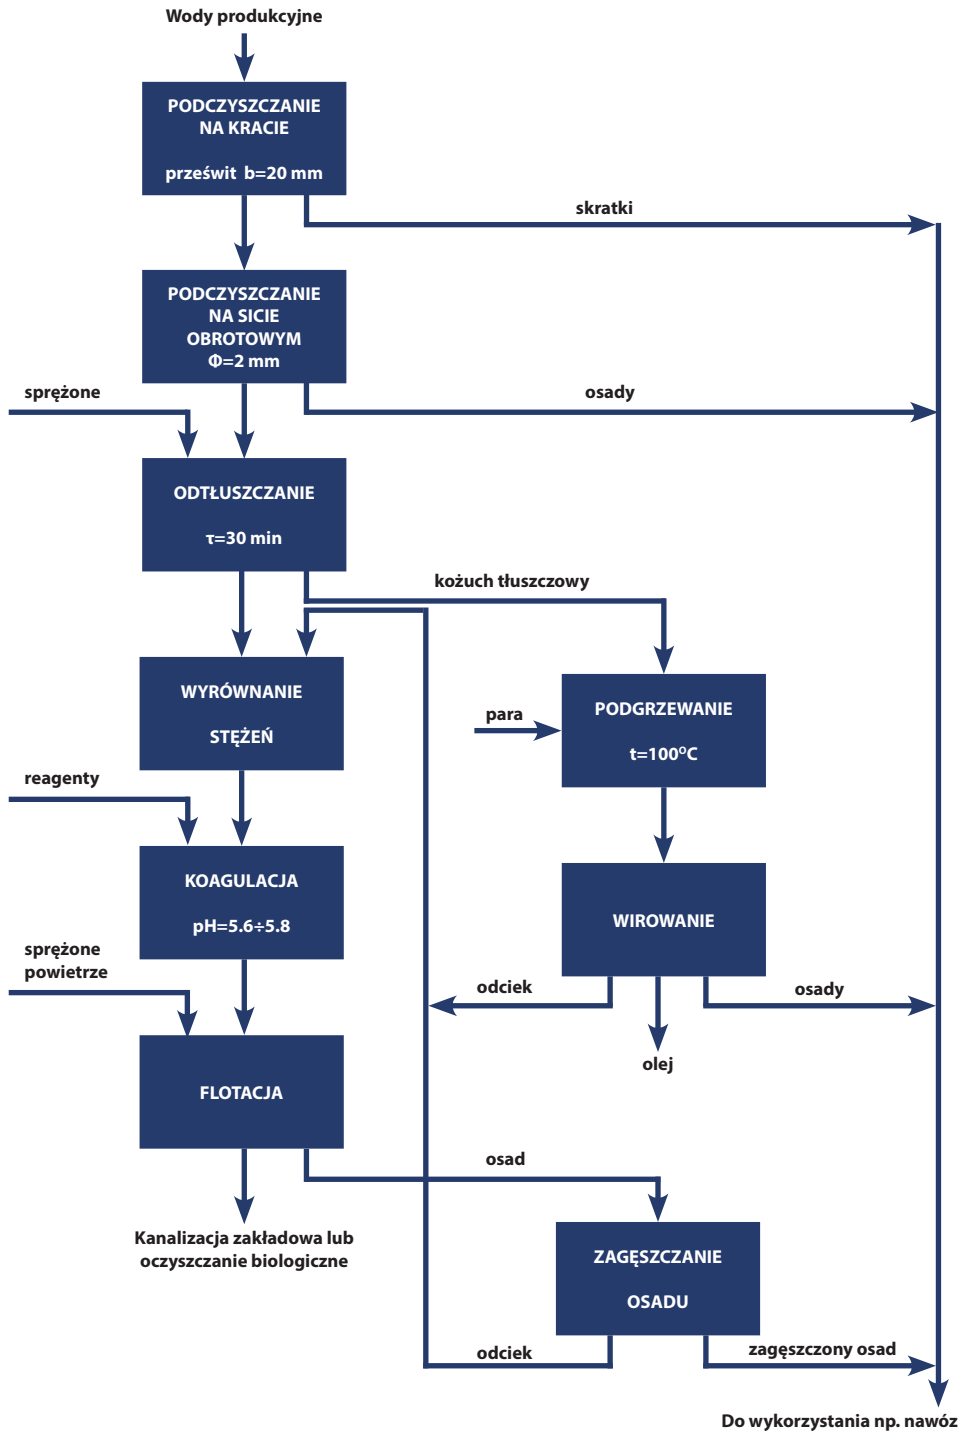 Wody produkcyjne
PODCZYSZCZANIE
NA KRACIE
prześwit b=20 mm
skratki
PODCZYSZCZANIE
NA SICIE
OBROTOWYM
Φ=2 mm
sprężone
osady
ODTŁUSZCZANIE
τ=30 min
kożuch tłuszczowy
WYRÓWNANIE
STĘŻEŃ
para
PODGRZEWANIE
t=100°C
reagenty
KOAGULACJA
pH=5.6÷5.8
WIROWANIE
sprężone
powietrze
odciek
osady
olej
FLOTACJA
osad
Kanalizacja zakładowa lub
oczyszczanie biologiczne
ZAGĘSZCZANIE
OSADU
odciek
zagęszczony osad
Do wykorzystania np. nawóz